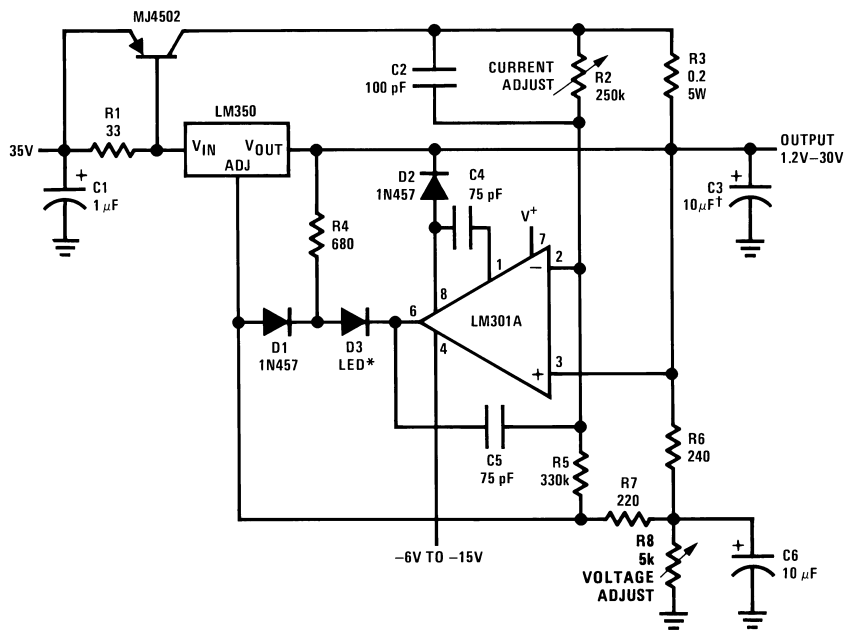 MJ4502
R1
33
LM350
VIN
VOUT
ADJ
35V
+
C1
1 μF
C2
100 pF
CURRENT
ADJUST
R2
250k
R3
0.2
5W
OUTPUT
1.2V–30V
+
C3
10μF†
D2
1N457
C4
75 pF
V+
R4
680
7
1
2
–
8
6
LM301A
4
3
+
D1
1N457
D3
LED*
C5
75 pF
R5
330k
R6
240
R7
220
–6V TO –15V
R8
5k
VOLTAGE
ADJUST
+
C6
10 μF